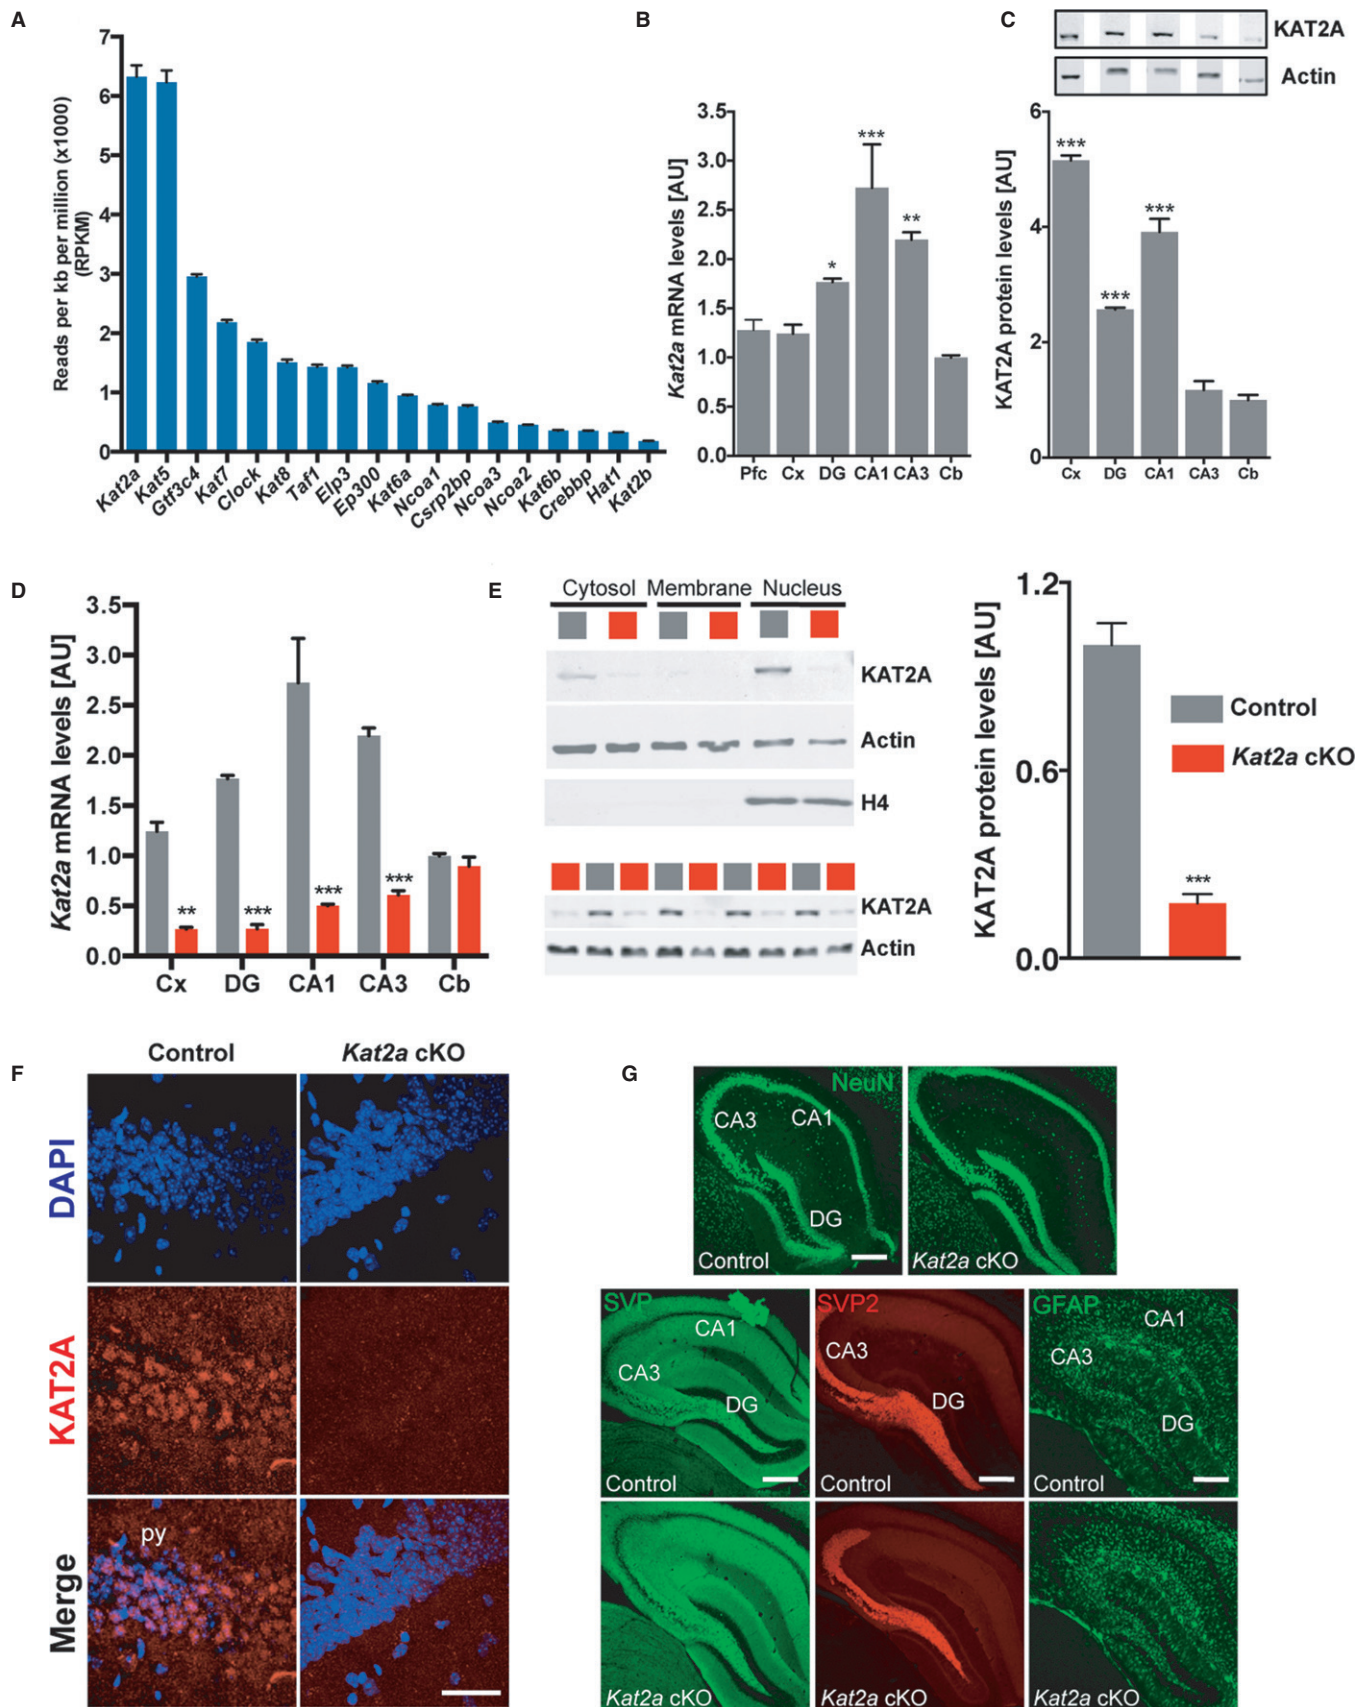 A
Reads per kb per million (x1000)
(RPKM)
7
6
5
4
3
2
1
0
Kat2a
Kat5
Gtf3c4
Kat7
Clock
Kat8
Taf1
Elp3
Ep300
Kat6a
Ncoa1
Csrp2bp
Ncoa3
Ncoa2
Kat6b
Crebbp
Hat1
Kat2b
B
Kat2a mRNA levels [AU]
3.5
3.0
2.5
2.0
1.5
1.0
0.5
0.0
*
***
**
Pfc Cx DG CA1 CA3 Cb
C
KAT2A
Actin
KAT2A protein levels [AU]
6
4
2
0
***
***
***
Cx DG CA1 CA3 Cb
D
Kat2a mRNA levels [AU]
3.5
3.0
2.5
2.0
1.5
1.0
0.5
0.0
**
***
***
***
Cx DG CA1 CA3 Cb
E
Cytosol Membrane Nucleus
KAT2A
Actin
H4
KAT2A
Actin
KAT2A protein levels [AU]
1.2
0.6
0.0
***
Control
Kat2a cKO
F
Control Kat2a cKO
DAPI
KAT2A
Merge
py
G
NeuN
CA3 CA1
DG
Control
Kat2a cKO
SVP
CA1
CA3
DG
Control
SVP2
CA3
DG
Control
GFAP
CA1
CA3
DG
Control
Kat2a cKO
Kat2a cKO
Kat2a cKO